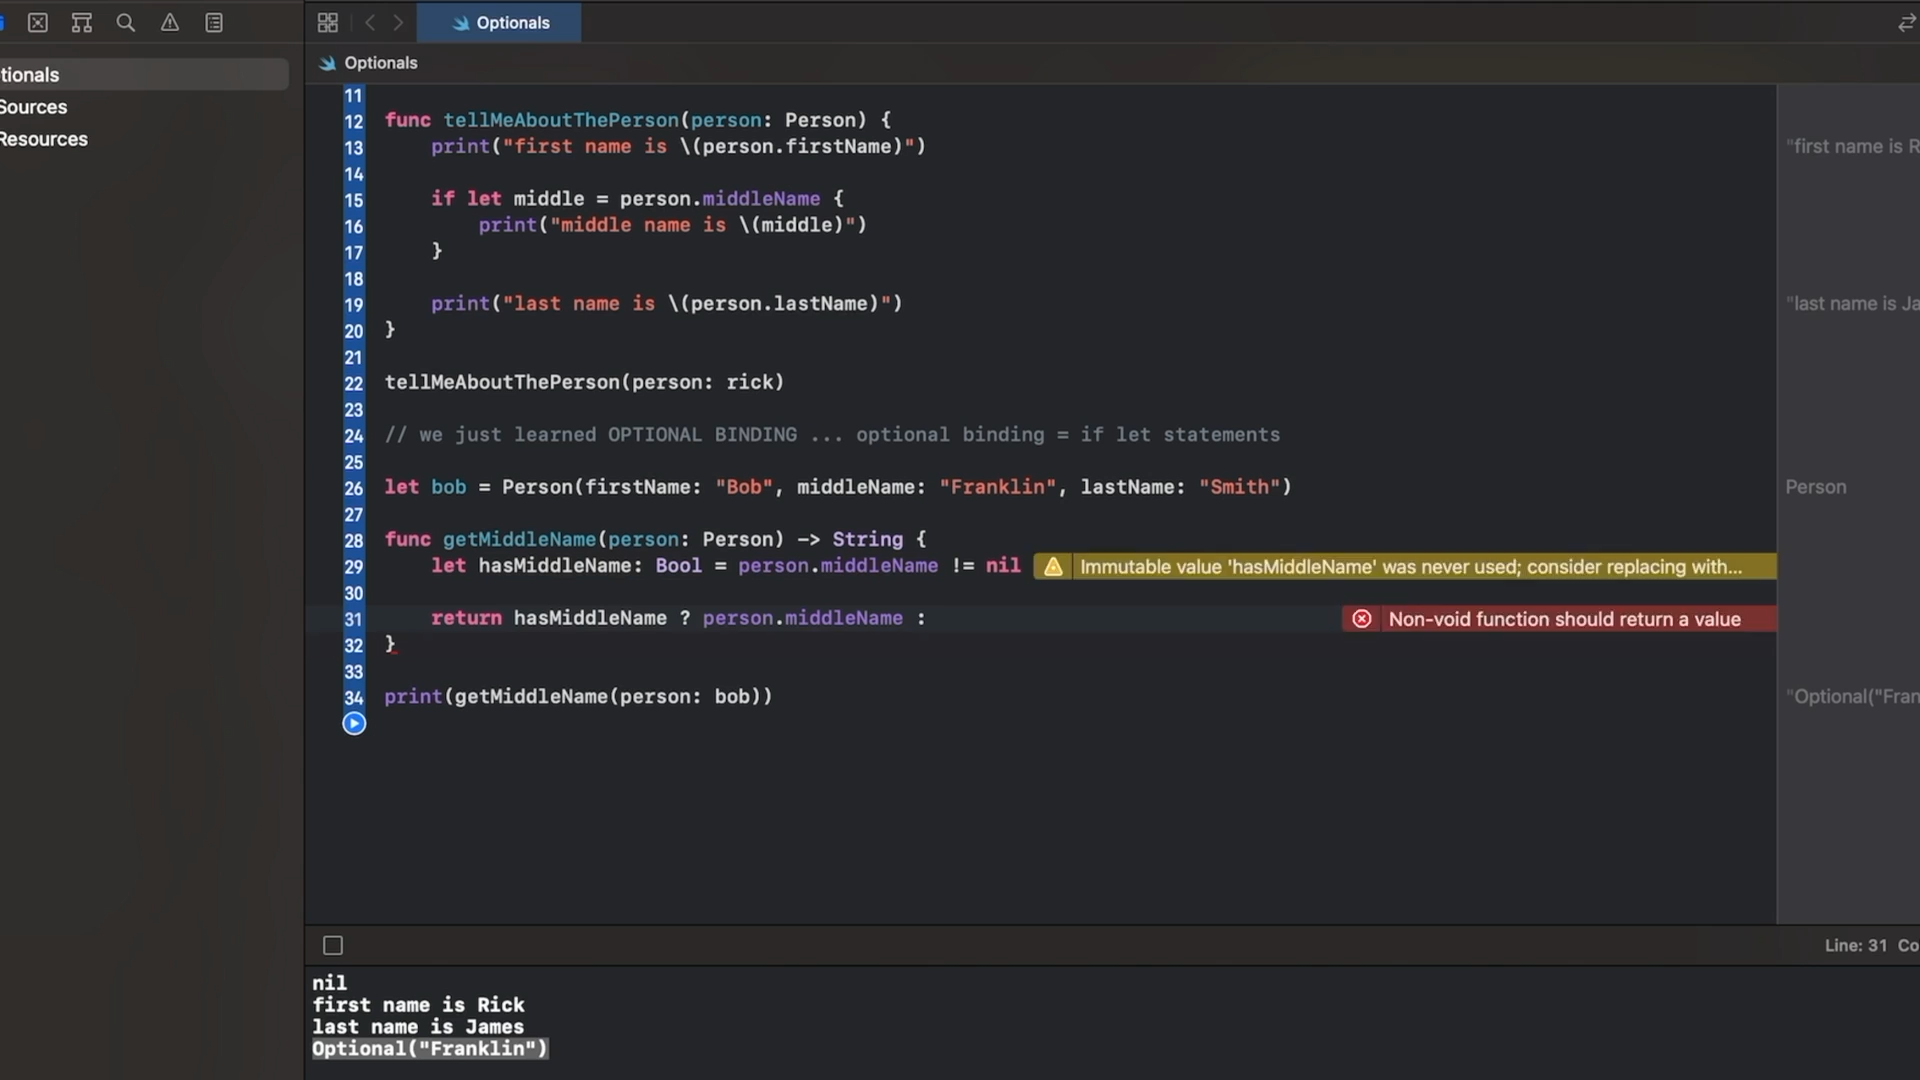 Optionals
tionals
Sources
Resources
Optionals
11
12 func tellMeAboutThePerson(person: Person) {
13 print("first name is \(person.firstName)")
"first name is R
14
15 if let middle = person.middleName {
16 print("middle name is \(middle)")
17 }
18
19 print("last name is \(person.lastName)")
"last name is Ja
20 }
21
22 tellMeAboutThePerson(person: rick)
23
24 // we just learned OPTIONAL BINDING ... optional binding = if let statements
25
26 let bob = Person(firstName: "Bob", middleName: "Franklin", lastName: "Smith")
Person
27
28 func getMiddleName(person: Person) -> String {
29 let hasMiddleName: Bool = person.middleName != nil
Immutable value 'hasMiddleName' was never used; consider replacing with...
30
31 return hasMiddleName ? person.middleName :
Non-void function should return a value
32 }
33
34 print(getMiddleName(person: bob))
"Optional("Fran
Line: 31 Co
nil
first name is Rick
last name is James
Optional("Franklin")